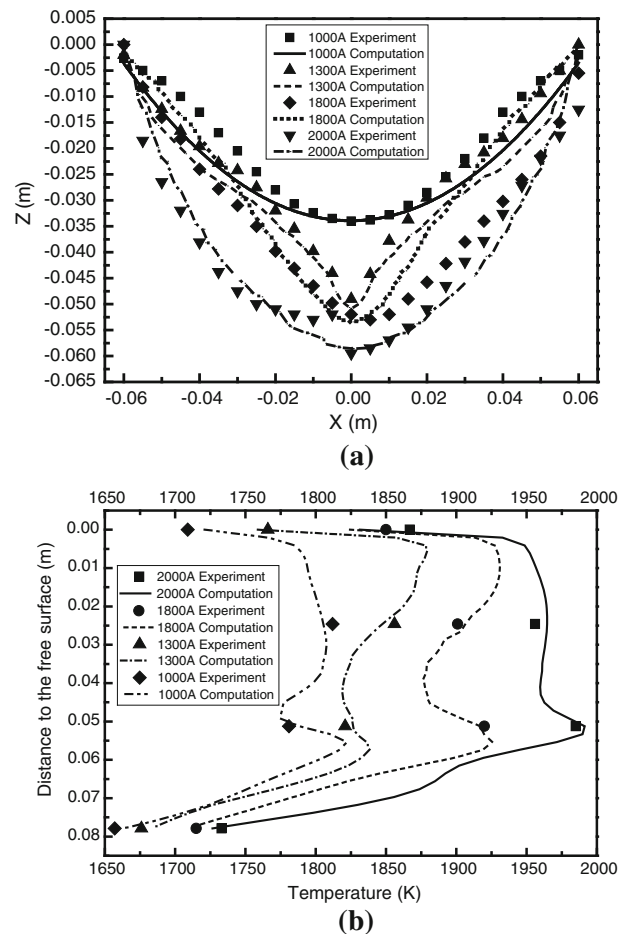 0.005
0.000
-0.005
-0.010
-0.015
-0.020
-0.025
-0.030
-0.035
-0.040
-0.045
-0.050
-0.055
-0.060
-0.065
Z (m)
1000A Experiment
1000A Computation
1300A Experiment
1300A Computation
1800A Experiment
1800A Computation
2000A Experiment
2000A Computation
-0.06 -0.04 -0.02 0.00 0.02 0.04 0.06
X (m)
(a)
1650 1700 1750 1800 1850 1900 1950 2000
0.00
0.01
0.02
0.03
0.04
0.05
0.06
0.07
0.08
Distance to the free surface (m)
2000A Experiment
2000A Computation
1800A Experiment
1800A Computation
1300A Experiment
1300A Computation
1000A Experiment
1000A Computation
1650 1700 1750 1800 1850 1900 1950 2000
Temperature (K)
(b)